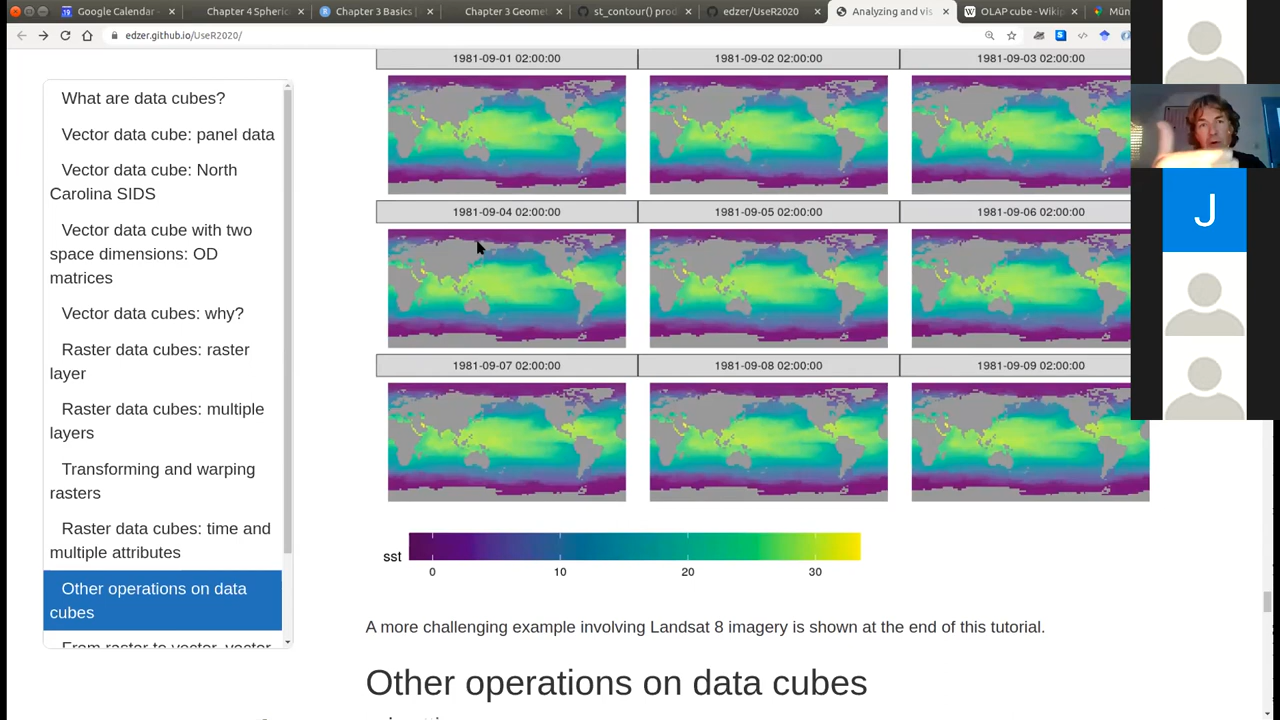 Google Calendar
Chapter 4 Spheric
Chapter 3 Basics |
Chapter 3 Geomet
st_contour() prod
edzer/UseR2020
Analyzing and vis
OLAP cube - Wikip
Mün
edzer.github.io/UseR2020/
What are data cubes?
Vector data cube: panel data
Vector data cube: North
Carolina SIDS
Vector data cube with two
space dimensions: OD
matrices
Vector data cubes: why?
Raster data cubes: raster
layer
Raster data cubes: multiple
layers
Transforming and warping
rasters
Raster data cubes: time and
multiple attributes
Other operations on data
cubes
From raster to vector, vector
1981-09-01 02:00:00
1981-09-02 02:00:00
1981-09-03 02:00:00
1981-09-04 02:00:00
1981-09-05 02:00:00
1981-09-06 02:00:00
1981-09-07 02:00:00
1981-09-08 02:00:00
1981-09-09 02:00:00
sst
0 10 20 30
A more challenging example involving Landsat 8 imagery is shown at the end of this tutorial.
Other operations on data cubes
J